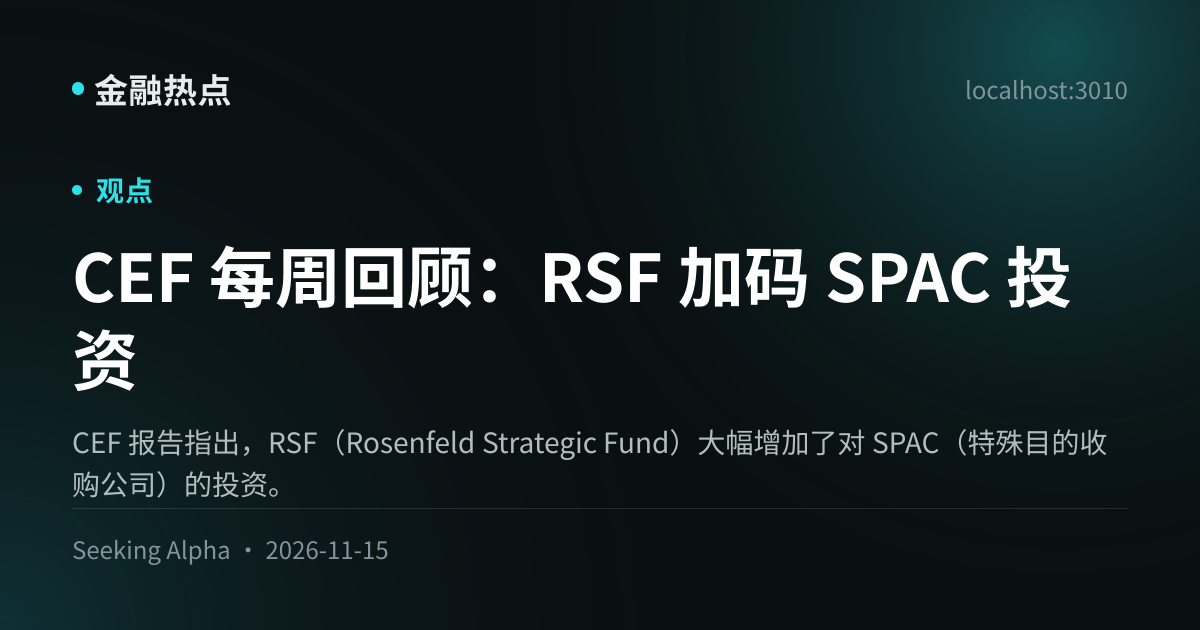 金融热点
localhost:3010
观点
CEF 每周回顾：RSF 加码 SPAC 投
资
CEF 报告指出，RSF（Rosenfeld Strategic Fund）大幅增加了对 SPAC（特殊目的收
购公司）的投资。
Seeking Alpha · 2026-11-15